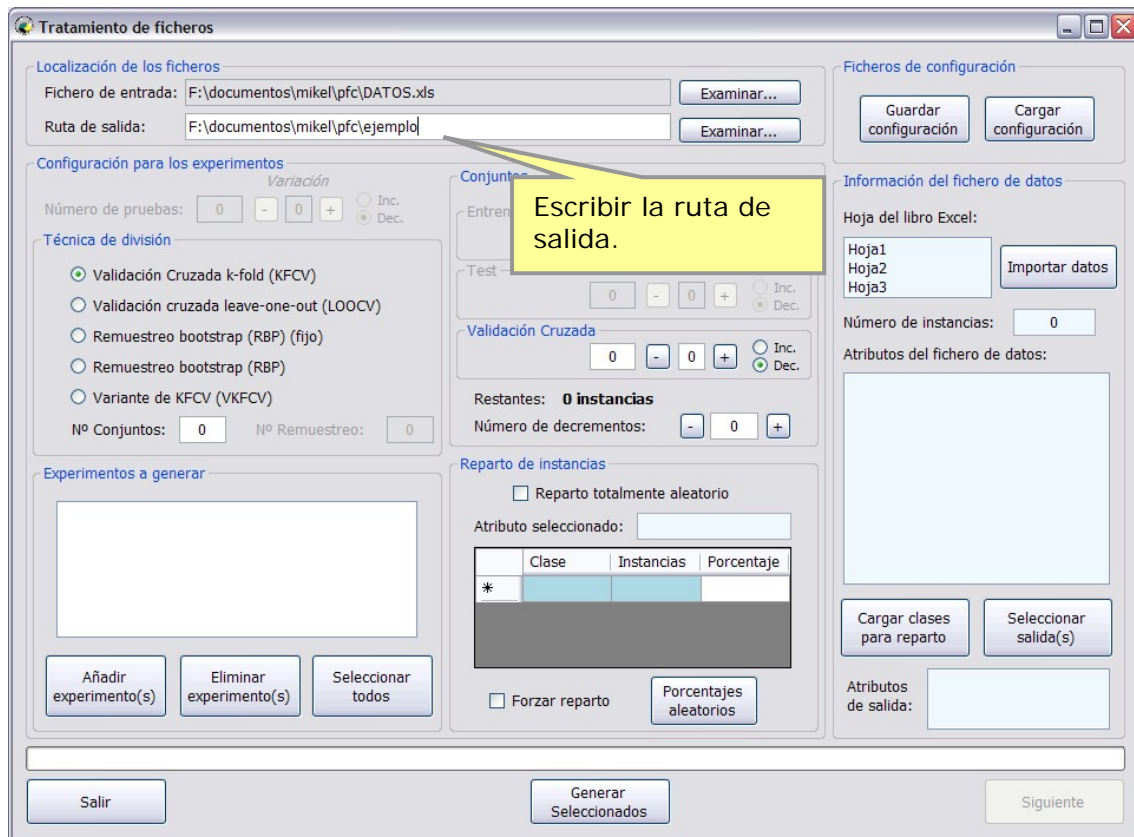 Tratamiento de ficheros
Localización de los ficheros
Fichero de entrada: F:\documentos\mikel\pfc\DATOS.xls Examinar...
Ruta de salida: F:\documentos\mikel\pfc\ejemplo Examinar...
Ficheros de configuración
Guardar configuración
Cargar configuración
Configuración para los experimentos
Variación
Número de pruebas: 0 - 0 + Inc.
Dec.
Técnica de división
Validación Cruzada k-fold (KFCV)
Validación cruzada leave-one-out (LOOCV)
Remuestreo bootstrap (RBP) (fijo)
Remuestreo bootstrap (RBP)
Variante de KFCV (VKFCV)
Nº Conjuntos: 0 Nº Remuestreo: 0
Conjuntos
Entren
Escribir la ruta de
salida.
Test
0 - 0 + Inc.
Dec.
Validación Cruzada
0 - 0 + Inc.
Dec.
Restantes: 0 instancias
Número de decrementos: - 0 +
Información del fichero de datos
Hoja del libro Excel:
Hoja1
Hoja2
Hoja3
Importar datos
Número de instancias: 0
Atributos del fichero de datos:
Experimentos a generar
Añadir
experimento(s)
Eliminar
experimento(s)
Seleccionar
todos
Reparto de instancias
Reparto totalmente aleatorio
Atributo seleccionado:
Clase Instancias Porcentaje
*
Forzar reparto
Porcentajes
aleatorios
Cargar clases
para reparto
Seleccionar
salida(s)
Atributos
de salida:
Salir
Generar
Seleccionados
Siguiente